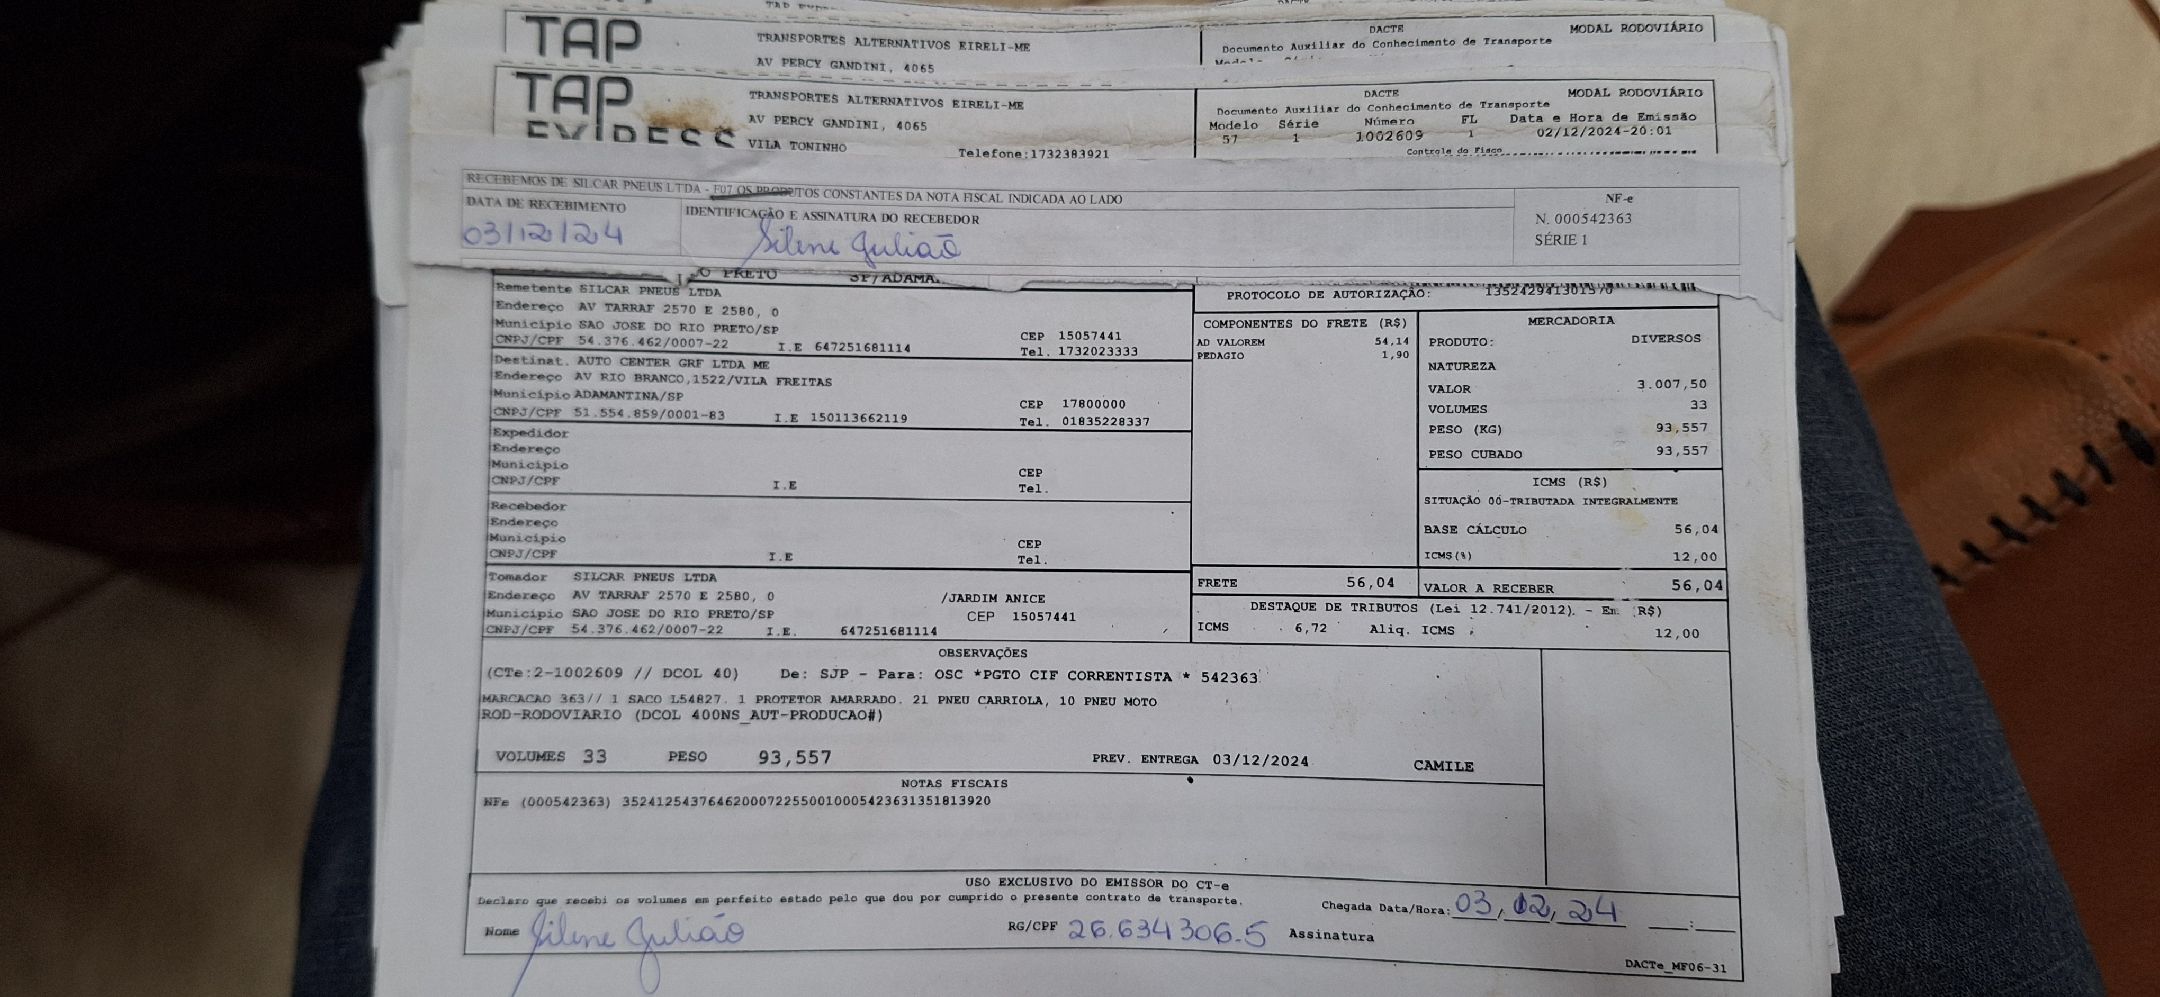 TAP
TRANSPORTES ALTERNATIVOS EIRELI-ME
AV PERCY GANDINI, 4065
DACTE
MODAL RODOVIÁRIO
Documento Auxiliar do Conhecimento de Transporte
TAP
EXPRESS
TRANSPORTES ALTERNATIVOS EIRELI-ME
AV PERCY GANDINI, 4065
VILA TONINHO Telefone:1732383921
DACTE MODAL RODOVIÁRIO
Documento Auxiliar do Conhecimento de Transporte
Modelo Série Número FL Data e Hora de Emissão
57 1 1002609 1 02/12/2024-20:01
Controle do Fisco
RECEBEMOS DE SILCAR PNEUS LTDA - F07 OS PRODUTOS CONSTANTES DA NOTA FISCAL INDICADA AO LADO
DATA DE RECEBIMENTO
03/12/24
IDENTIFICAÇÃO E ASSINATURA DO RECEBEDOR
Silene Julião
NF-e
N. 000542363
SÉRIE 1
O PRETO SP/ADAMA
Remetente SILCAR PNEUS LTDA
Endereço AV TARRAF 2570 E 2580, 0
Município SAO JOSE DO RIO PRETO/SP CEP 15057441
CNPJ/CPF 54.376.462/0007-22 I.E 647251681114 Tel. 1732023333
Destinat. AUTO CENTER GRF LTDA ME
Endereço AV RIO BRANCO,1522/VILA FREITAS
Município ADAMANTINA/SP CEP 17800000
CNPJ/CPF 51.554.859/0001-83 I.E 150113662119 Tel. 01835228337
Expedidor
Endereço
Município CEP
CNPJ/CPF I.E Tel.
Recebedor
Endereço
Município CEP
CNPJ/CPF I.E Tel.
Tomador SILCAR PNEUS LTDA
Endereço AV TARRAF 2570 E 2580, 0 /JARDIM ANICE
Município SAO JOSE DO RIO PRETO/SP CEP 15057441
CNPJ/CPF 54.376.462/0007-22 I.E. 647251681114
PROTOCOLO DE AUTORIZAÇÃO: 135242941301570
COMPONENTES DO FRETE (R$)
AD VALOREM 54,14
PEDAGIO 1,90
MERCADORIA
PRODUTO: DIVERSOS
NATUREZA
VALOR 3.007,50
VOLUMES 33
PESO (KG) 93,557
PESO CUBADO 93,557
ICMS (R$)
SITUAÇÃO 00-TRIBUTADA INTEGRALMENTE
BASE CÁLCULO 56,04
ICMS(%) 12,00
FRETE 56,04
VALOR A RECEBER 56,04
DESTAQUE DE TRIBUTOS (Lei 12.741/2012). - Em (R$)
ICMS 6,72 Aliq. ICMS 12,00
OBSERVAÇÕES
(CTe:2-1002609 // DCOL 40) De: SJP - Para: OSC *PGTO CIF CORRENTISTA * 542363
MARCACAO 363// 1 SACO L54827. 1 PROTETOR AMARRADO. 21 PNEU CARRIOLA, 10 PNEU MOTO
ROD-RODOVIARIO (DCOL 400NS_AUT-PRODUCAO#)
VOLUMES 33 PESO 93,557 PREV. ENTREGA 03/12/2024 CAMILE
NOTAS FISCAIS
NFe (000542363) 35241254376462000722550010005423631351813920
USO EXCLUSIVO DO EMISSOR DO CT-e
Declaro que recebi os volumes em perfeito estado pelo que dou por cumprido o presente contrato de transporte.
Chegada Data/Hora: 03, 12, 24 :
Nome Silene Julião RG/CPF 26.634306.5 Assinatura
DACTe_MF06-31